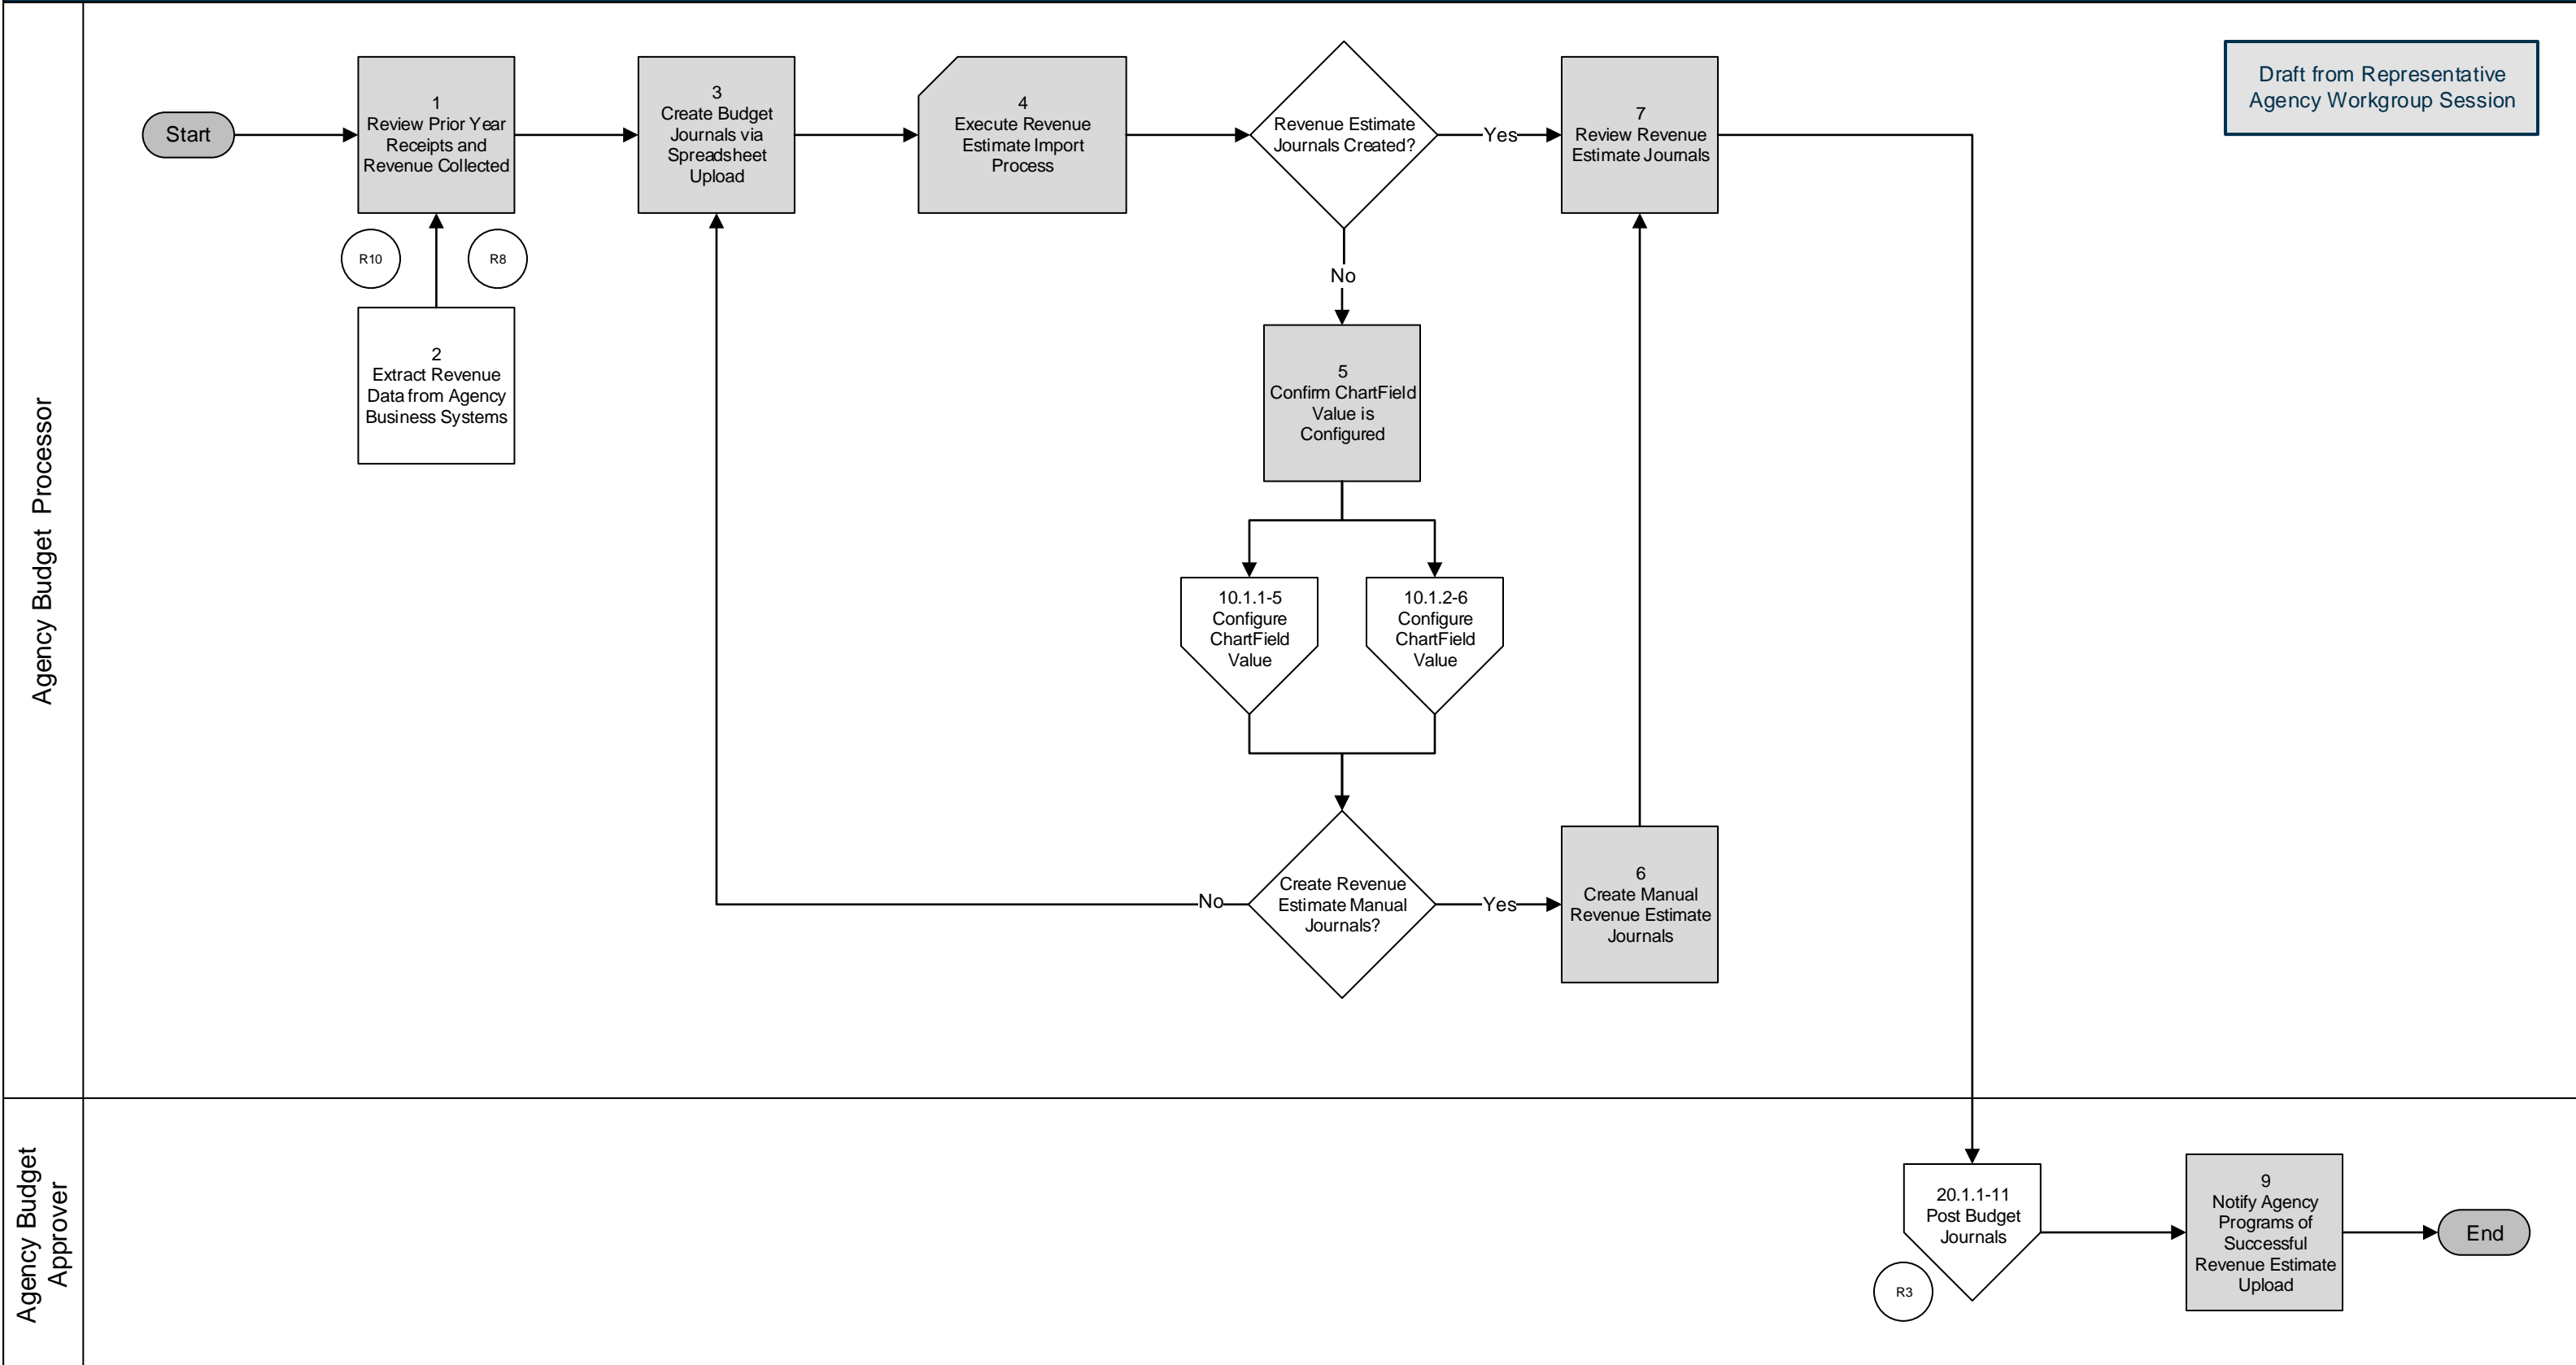 Draft from Representative
Agency Workgroup Session
Agency Budget Processor
Start
1
Review Prior Year
Receipts and
Revenue Collected
R10
R8
2
Extract Revenue
Data from Agency
Business Systems
3
Create Budget
Journals via
Spreadsheet
Upload
4
Execute Revenue
Estimate Import
Process
Revenue Estimate
Journals Created?
Yes
No
5
Confirm ChartField
Value is
Configured
10.1.1-5
Configure
ChartField
Value
10.1.2-6
Configure
ChartField
Value
Create Revenue
Estimate Manual
Journals?
No
Yes
6
Create Manual
Revenue Estimate
Journals
7
Review Revenue
Estimate Journals
Agency Budget
Approver
20.1.1-11
Post Budget
Journals
R3
9
Notify Agency
Programs of
Successful
Revenue Estimate
Upload
End